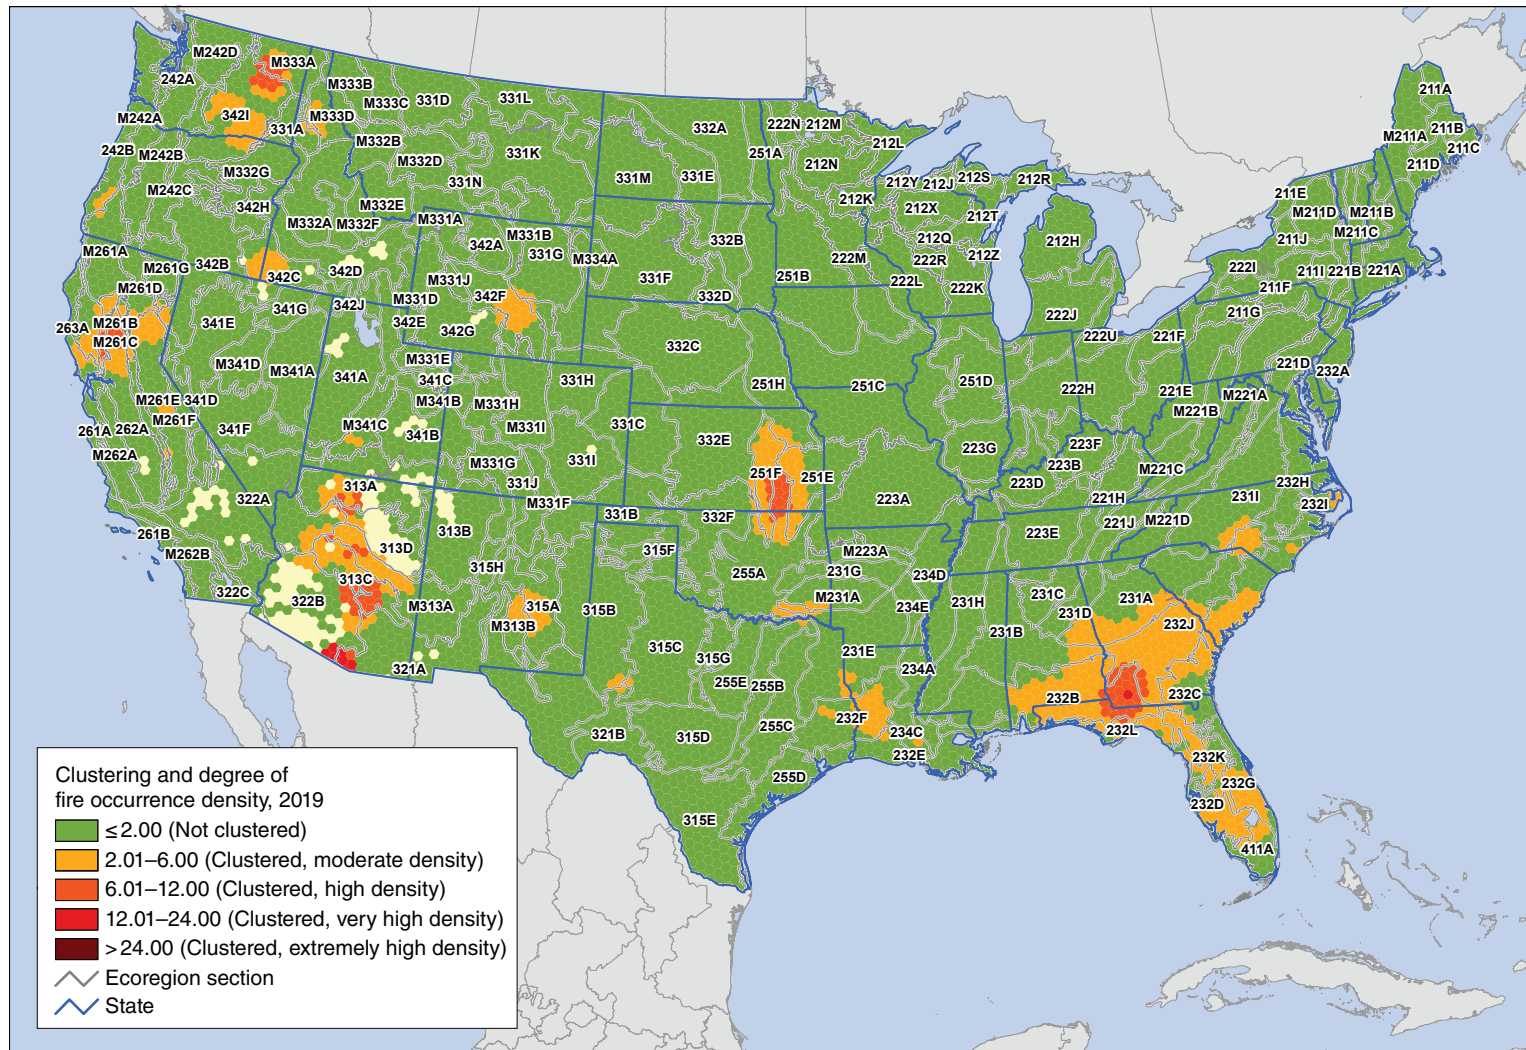 M242D
M333A
242A
M333B
M333C
331D
331L
M242A
342I
331A
M333D
332A
222N
212M
211A
M332B
242B
M242B
M332D
331K
251A
212N
212L
M211A
211B
211C
M332G
331N
331M
331E
211D
M242C
342H
M332E
212K
212Y
212J
212S
212R
211E
M332A
M332F
M331A
212X
212T
M211D
M211B
M261A
342B
M331B
342A
331G
M334A
332B
212Q
212Z
212H
M211C
211J
M261G
342C
342D
M331J
331F
251B
222M
222R
222I
211I
221B
221A
M261D
342F
332D
222L
222K
211F
341G
342J
M331D
263A
M261B
341E
342E
342G
222J
211G
M261C
332C
222U
221F
M341D
M341A
341A
M331E
221D
232A
341C
331H
251H
251C
251D
222H
221E
M221A
M261E
341D
M341B
M331H
M221B
M261F
261A
262A
341F
M341C
341B
M331I
331C
332E
223G
223F
M262A
M331G
331I
251F
251E
223B
M221C
313A
331J
223D
322A
M331F
331B
332F
223A
221H
231I
232H
232I
261B
313B
223E
221J
M221D
M262B
313D
315F
M223A
315H
255A
231G
234D
322C
313C
322B
M313A
315A
315B
M231A
234E
231H
231C
231D
231A
M313B
231B
232J
315C
231E
321A
315G
234A
255E
255B
232B
232C
232F
321B
315D
255C
234C
232L
232E
232K
255D
232G
232D
315E
411A
Clustering and degree of
fire occurrence density, 2019
≤2.00 (Not clustered)
2.01–6.00 (Clustered, moderate density)
6.01–12.00 (Clustered, high density)
12.01–24.00 (Clustered, very high density)
>24.00 (Clustered, extremely high density)
Ecoregion section
State